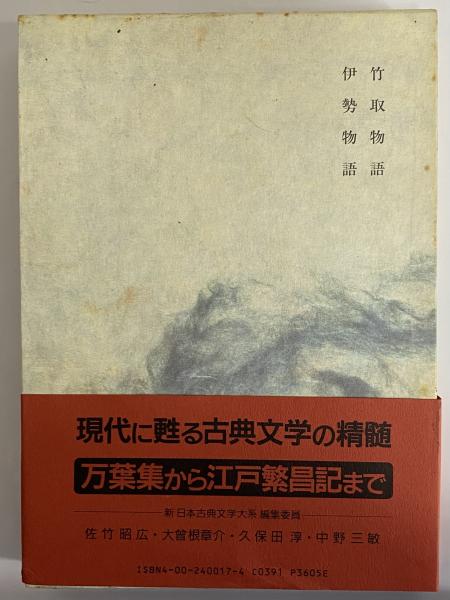 竹取物語
伊勢物語
現代に甦る古典文学の精髄
万葉集から江戸繁昌記まで
新日本古典文学大系 編集委員
佐竹昭広・大曾根章介・久保田 淳・中野三敏
ISBN4-00-240017-4 C0391 P3605E